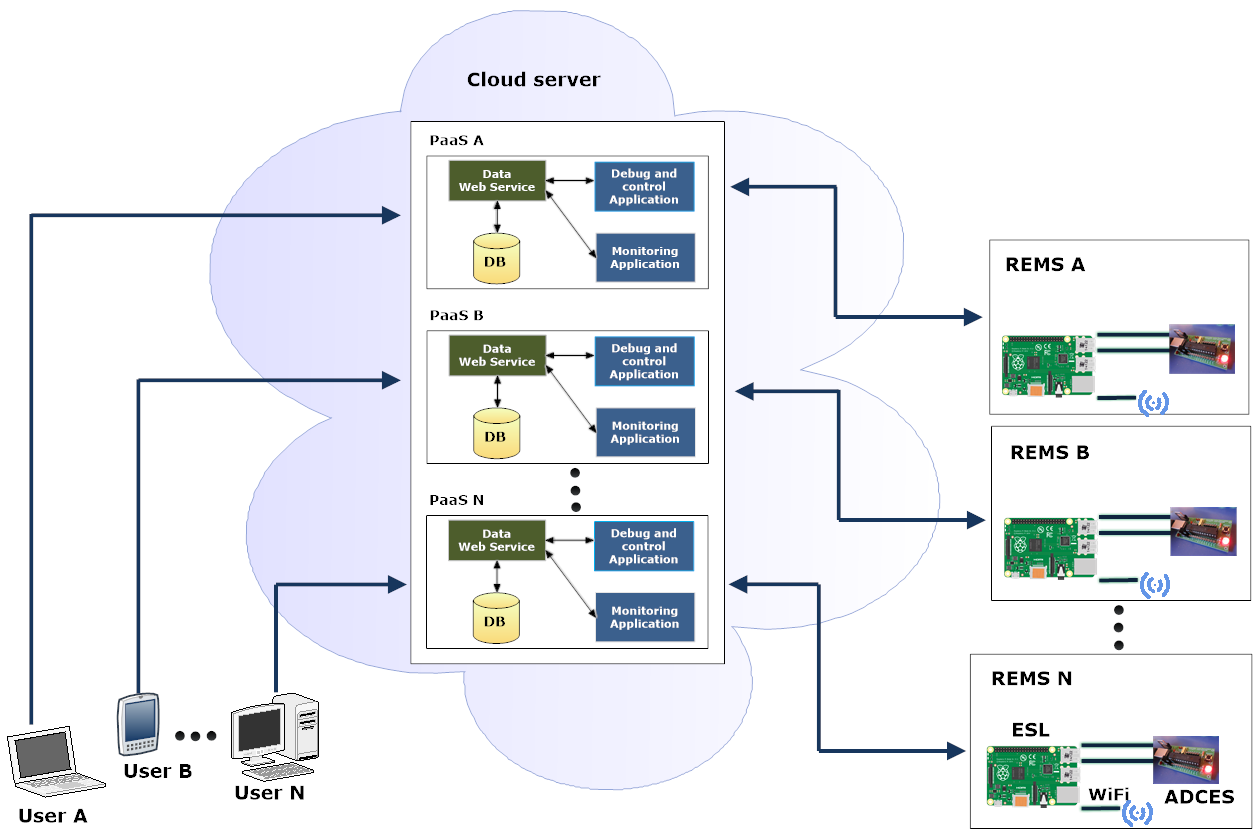 Cloud server
PaaS A
Data
Web Service
Debug and
control
Application
DB
Monitoring
Application
PaaS B
Data
Web Service
Debug and
control
Application
DB
Monitoring
Application
PaaS N
Data
Web Service
Debug and
control
Application
DB
Monitoring
Application
REMS A
REMS B
REMS N
ESL
WiFi
ADCES
User A
User B
User N